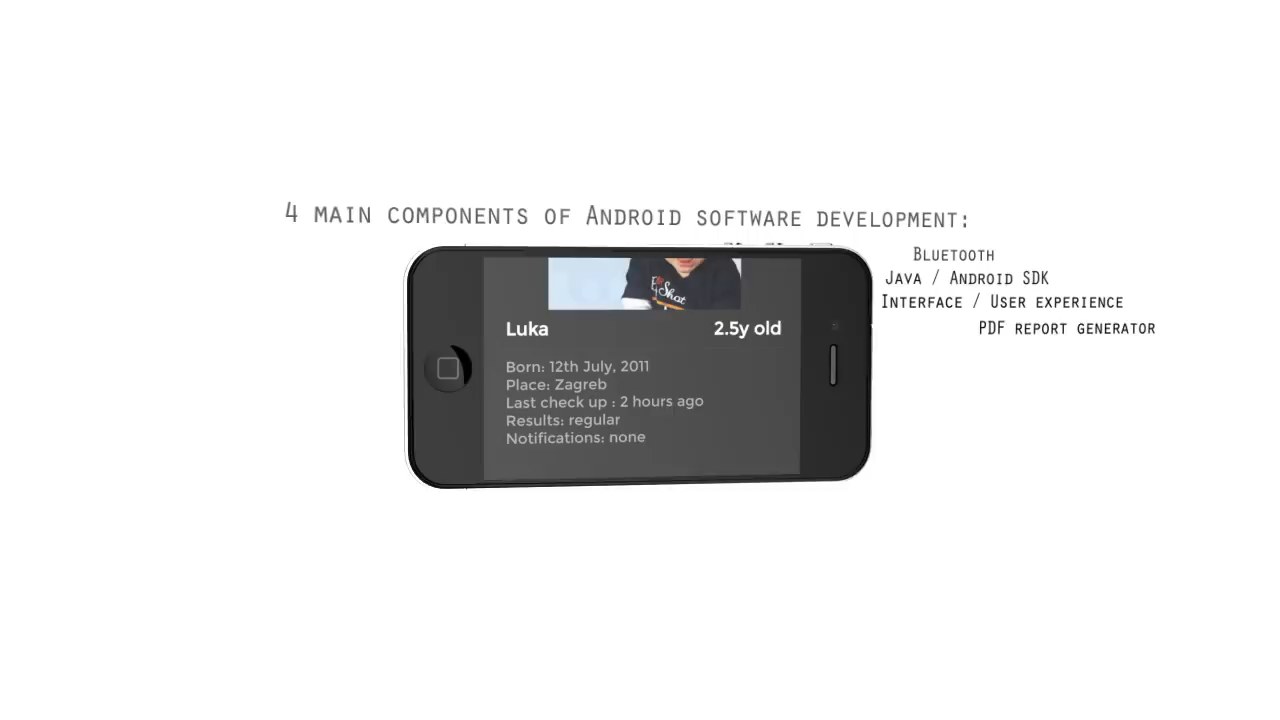 4 main components of Android software development:
Bluetooth
Java / Android SDK
Interface / User experience
PDF report generator
Shot
Luka 2.5y old
Born: 12th July, 2011
Place: Zagreb
Last check up : 2 hours ago
Results: regular
Notifications: none